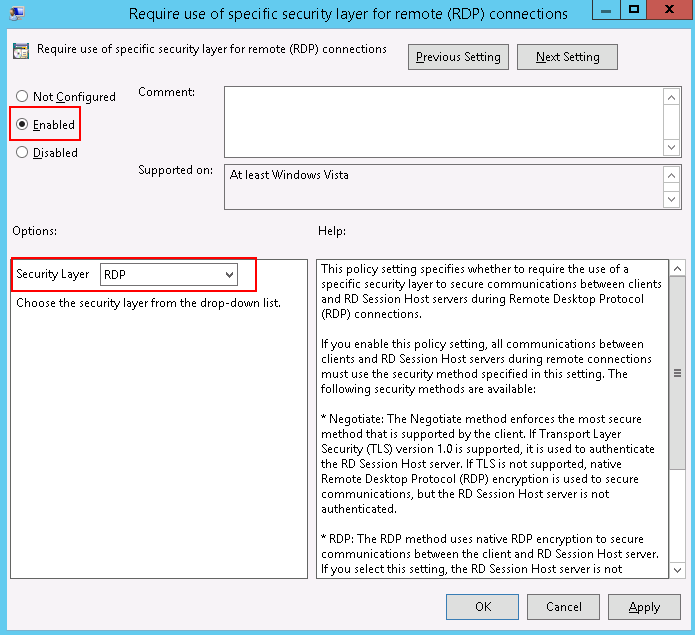 Require use of specific security layer for remote (RDP) connections
Require use of specific security layer for remote (RDP) connections
Previous Setting
Next Setting
Not Configured
Comment:
Enabled
Disabled
Supported on:
At least Windows Vista
Options:
Help:
Security Layer
RDP
Choose the security layer from the drop-down list.
This policy setting specifies whether to require the use of a
specific security layer to secure communications between clients
and RD Session Host servers during Remote Desktop Protocol
(RDP) connections.
If you enable this policy setting, all communications between
clients and RD Session Host servers during remote connections
must use the security method specified in this setting. The
following security methods are available:
* Negotiate: The Negotiate method enforces the most secure
method that is supported by the client. If Transport Layer
Security (TLS) version 1.0 is supported, it is used to authenticate
the RD Session Host server. If TLS is not supported, native
Remote Desktop Protocol (RDP) encryption is used to secure
communications, but the RD Session Host server is not
authenticated.
* RDP: The RDP method uses native RDP encryption to secure
communications between the client and RD Session Host server.
If you select this setting, the RD Session Host server is not
OK
Cancel
Apply